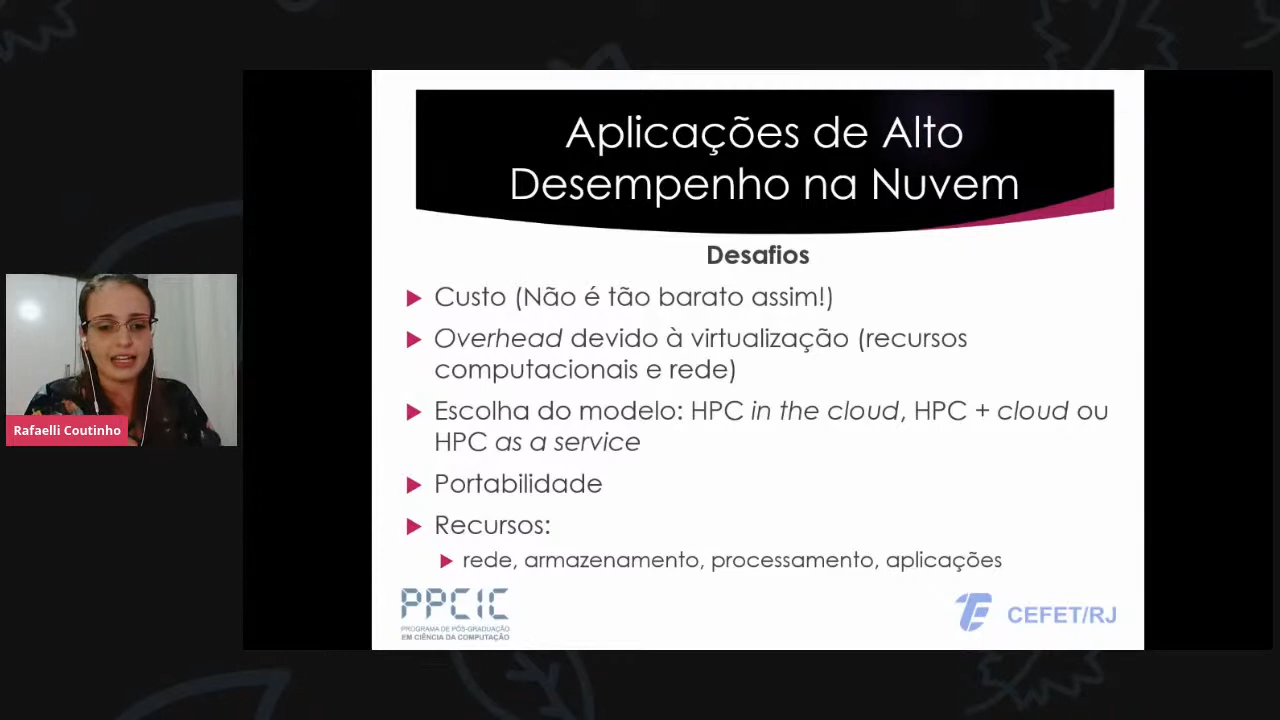 Aplicações de Alto
Desempenho na Nuvem
Desafios
Custo (Não é tão barato assim!)
Overhead devido à virtualização (recursos
computacionais e rede)
Escolha do modelo: HPC in the cloud, HPC + cloud ou
HPC as a service
Portabilidade
Recursos:
rede, armazenamento, processamento, aplicações
PPCIC
PROGRAMA DE PÓS-GRADUAÇÃO
EM CIÊNCIA DA COMPUTAÇÃO
CEFET/RJ
Rafaelli Coutinho